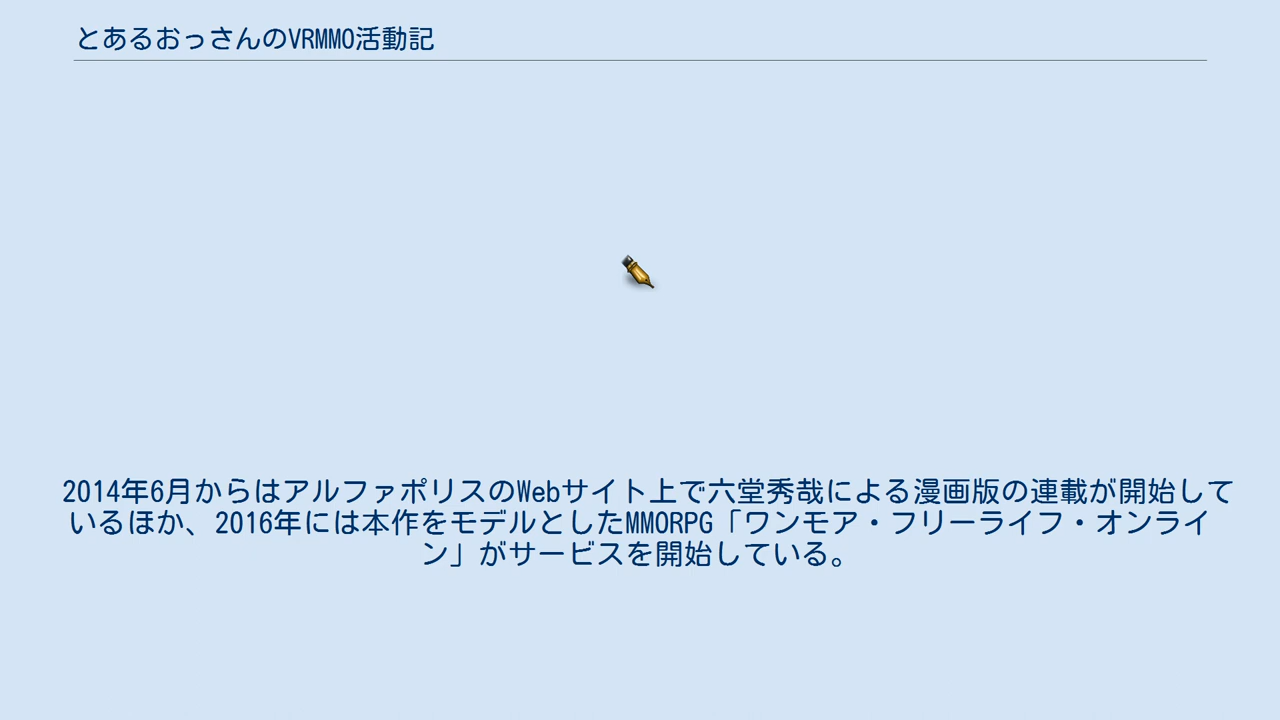 とあるおっさんのVRMMO活動記
2014年6月からはアルファポリスのWebサイト上で六堂秀哉による漫画版の連載が開始して
いるほか、2016年には本作をモデルとしたMMORPG「ワンモア・フリーライフ・オンライ
ン」がサービスを開始している。